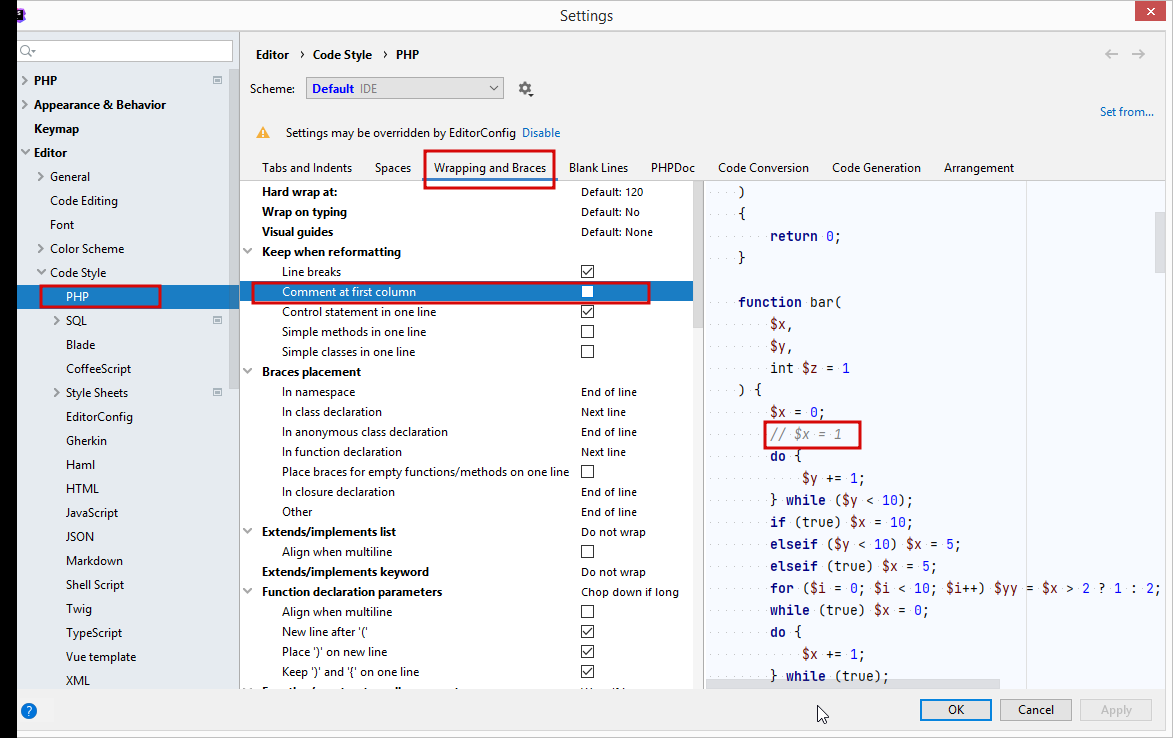 Settings
Editor › Code Style › PHP
Scheme: Default IDE
Set from...
Settings may be overridden by EditorConfig Disable
Tabs and Indents Spaces Wrapping and Braces Blank Lines PHPDoc Code Conversion Code Generation Arrangement
PHP
Appearance & Behavior
Keymap
Editor
General
Code Editing
Font
Color Scheme
Code Style
PHP
SQL
Blade
CoffeeScript
Style Sheets
EditorConfig
Gherkin
Haml
HTML
JavaScript
JSON
Markdown
Shell Script
Twig
TypeScript
Vue template
XML
Hard wrap at: Default: 120
Wrap on typing Default: No
Visual guides Default: None
Keep when reformatting
Line breaks
Comment at first column
Control statement in one line
Simple methods in one line
Simple classes in one line
Braces placement
In namespace End of line
In class declaration Next line
In anonymous class declaration End of line
In function declaration Next line
Place braces for empty functions/methods on one line
In closure declaration End of line
Other End of line
Extends/implements list Do not wrap
Align when multiline
Extends/implements keyword Do not wrap
Function declaration parameters Chop down if long
Align when multiline
New line after '('
Place ')' on new line
Keep ')' and '{' on one line
)
{
return 0;
}
function bar(
$x,
$y,
int $z = 1
) {
$x = 0;
// $x = 1
do {
$y += 1;
} while ($y < 10);
if (true) $x = 10;
elseif ($y < 10) $x = 5;
elseif (true) $x = 5;
for ($i = 0; $i < 10; $i++) $yy = $x > 2 ? 1 : 2;
while (true) $x = 0;
do {
$x += 1;
} while (true);
?
OK Cancel Apply